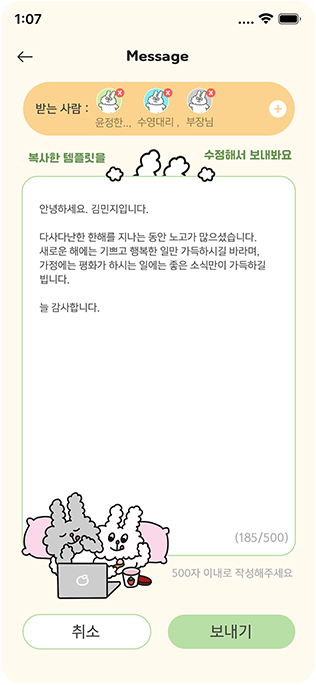 1:07
Message
받는 사람 :
윤정한..., 수영대리 , 부장님
복사한 템플릿을 수정해서 보내봐요
안녕하세요. 김민지입니다.
다사다난한 한해를 지나는 동안 노고가 많으셨습니다.
새로운 해에는 기쁘고 행복한 일만 가득하시길 바라며,
가정에는 평화가 하시는 일에는 좋은 소식만이 가득하길
빕니다.
늘 감사합니다.
(185/500)
500자 이내로 작성해주세요
취소
보내기